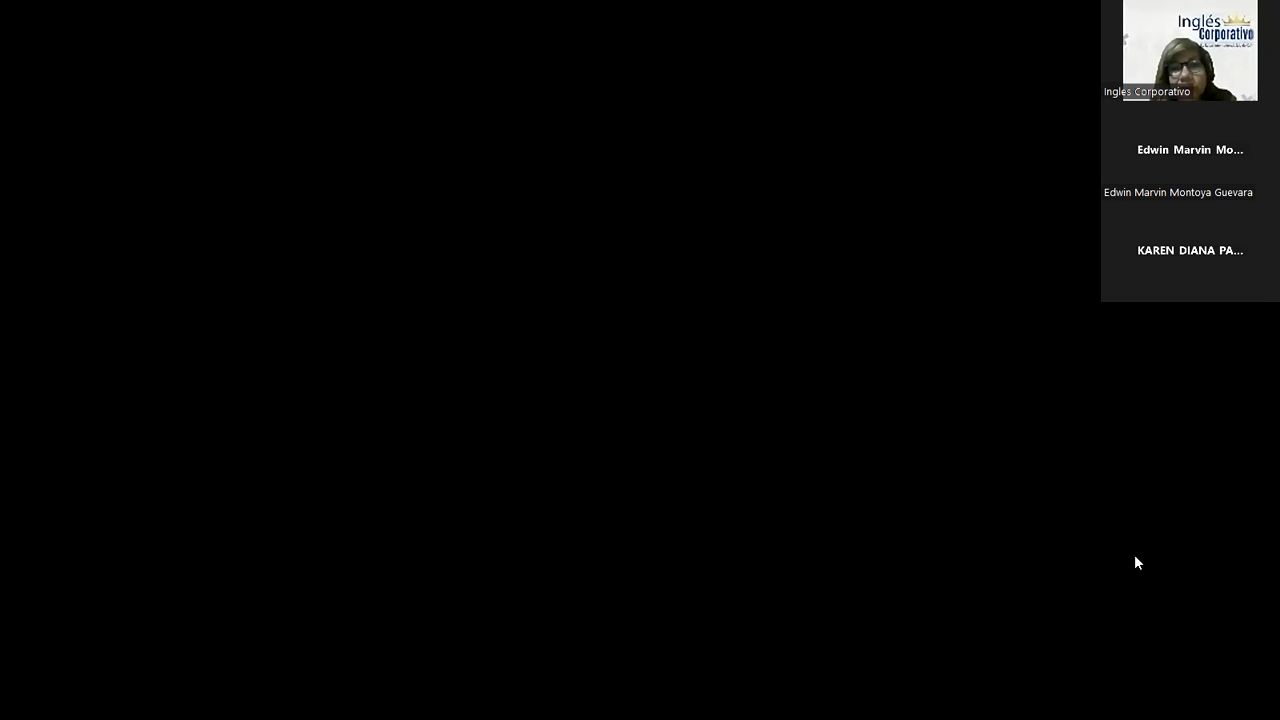 Inglés
Corporativo
Ingles Corporativo
Edwin Marvin Mo...
Edwin Marvin Montoya Guevara
KAREN DIANA PA...